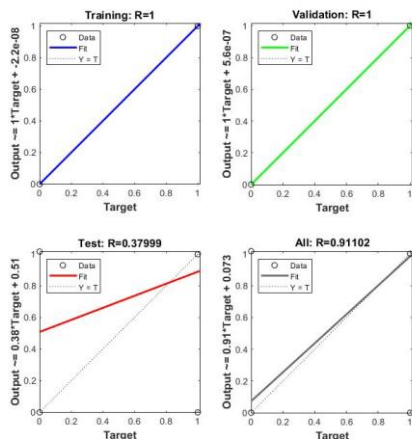 Training: R=1
Output ~= 1*Target + -2.2e-08
1
0.8
0.6
0.4
0.2
0
Data
Fit
Y = T
0 0.2 0.4 0.6 0.8 1
Target
Validation: R=1
Output ~= 1*Target + 5.6e-07
1
0.8
0.6
0.4
0.2
0
Data
Fit
Y = T
0 0.2 0.4 0.6 0.8 1
Target
Test: R=0.37999
Output ~= 0.38*Target + 0.51
1
0.8
0.6
0.4
0.2
0
Data
Fit
Y = T
0 0.2 0.4 0.6 0.8 1
Target
All: R=0.91102
Output ~= 0.91*Target + 0.073
1
0.8
0.6
0.4
0.2
0
Data
Fit
Y = T
0 0.2 0.4 0.6 0.8 1
Target